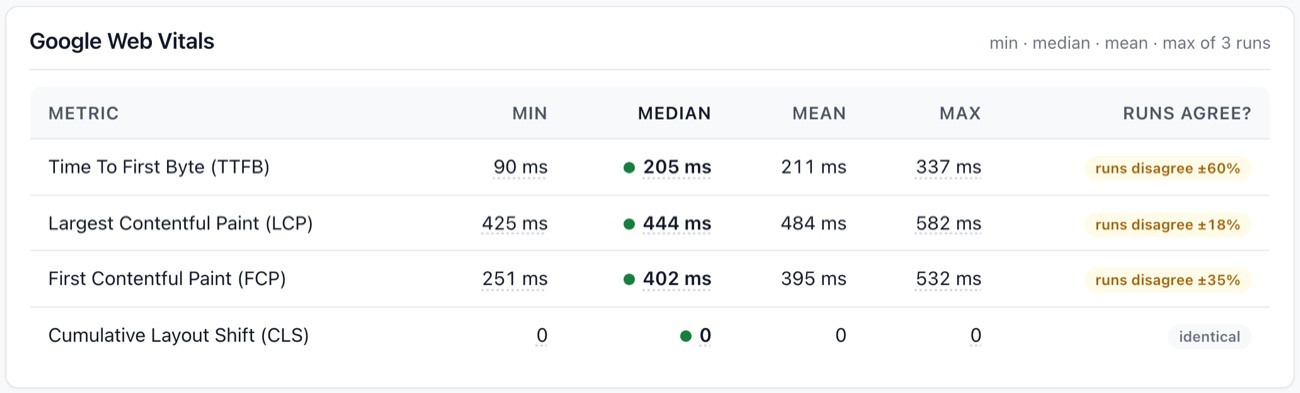 Google Web Vitals
min · median · mean · max of 3 runs
METRIC MIN MEDIAN MEAN MAX RUNS AGREE?
Time To First Byte (TTFB) 90 ms 205 ms 211 ms 337 ms runs disagree ±60%
Largest Contentful Paint (LCP) 425 ms 444 ms 484 ms 582 ms runs disagree ±18%
First Contentful Paint (FCP) 251 ms 402 ms 395 ms 532 ms runs disagree ±35%
Cumulative Layout Shift (CLS) 0 0 0 0 identical